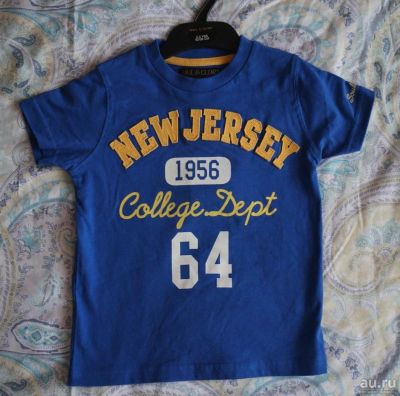 NEW JERSEY
1956
College Dept
64
au.ru